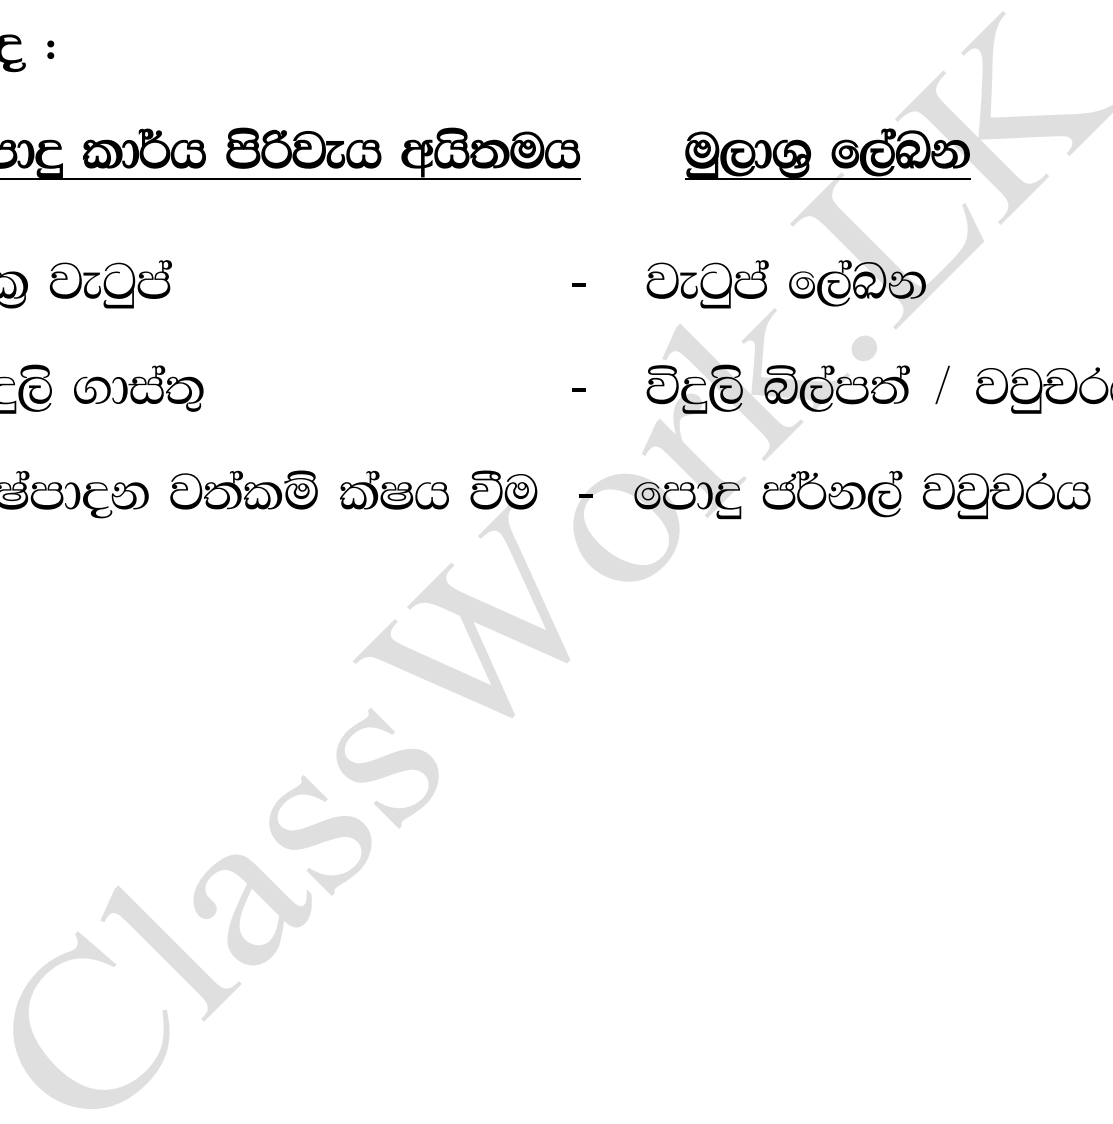 ද :
පොදු කාර්ය පිරිවැය අයිතමය මුලාශ්‍ර ලේඛන
ක්‍ර වැටුප් - වැටුප් ලේඛන
දුලි ගාස්තු - විදුලි බිල්පත් / වවුචර
ෂ්පාදන වත්කම් ක්ෂය වීම - පොදු ජර්නල් වවුචරය
ClassWork.LK